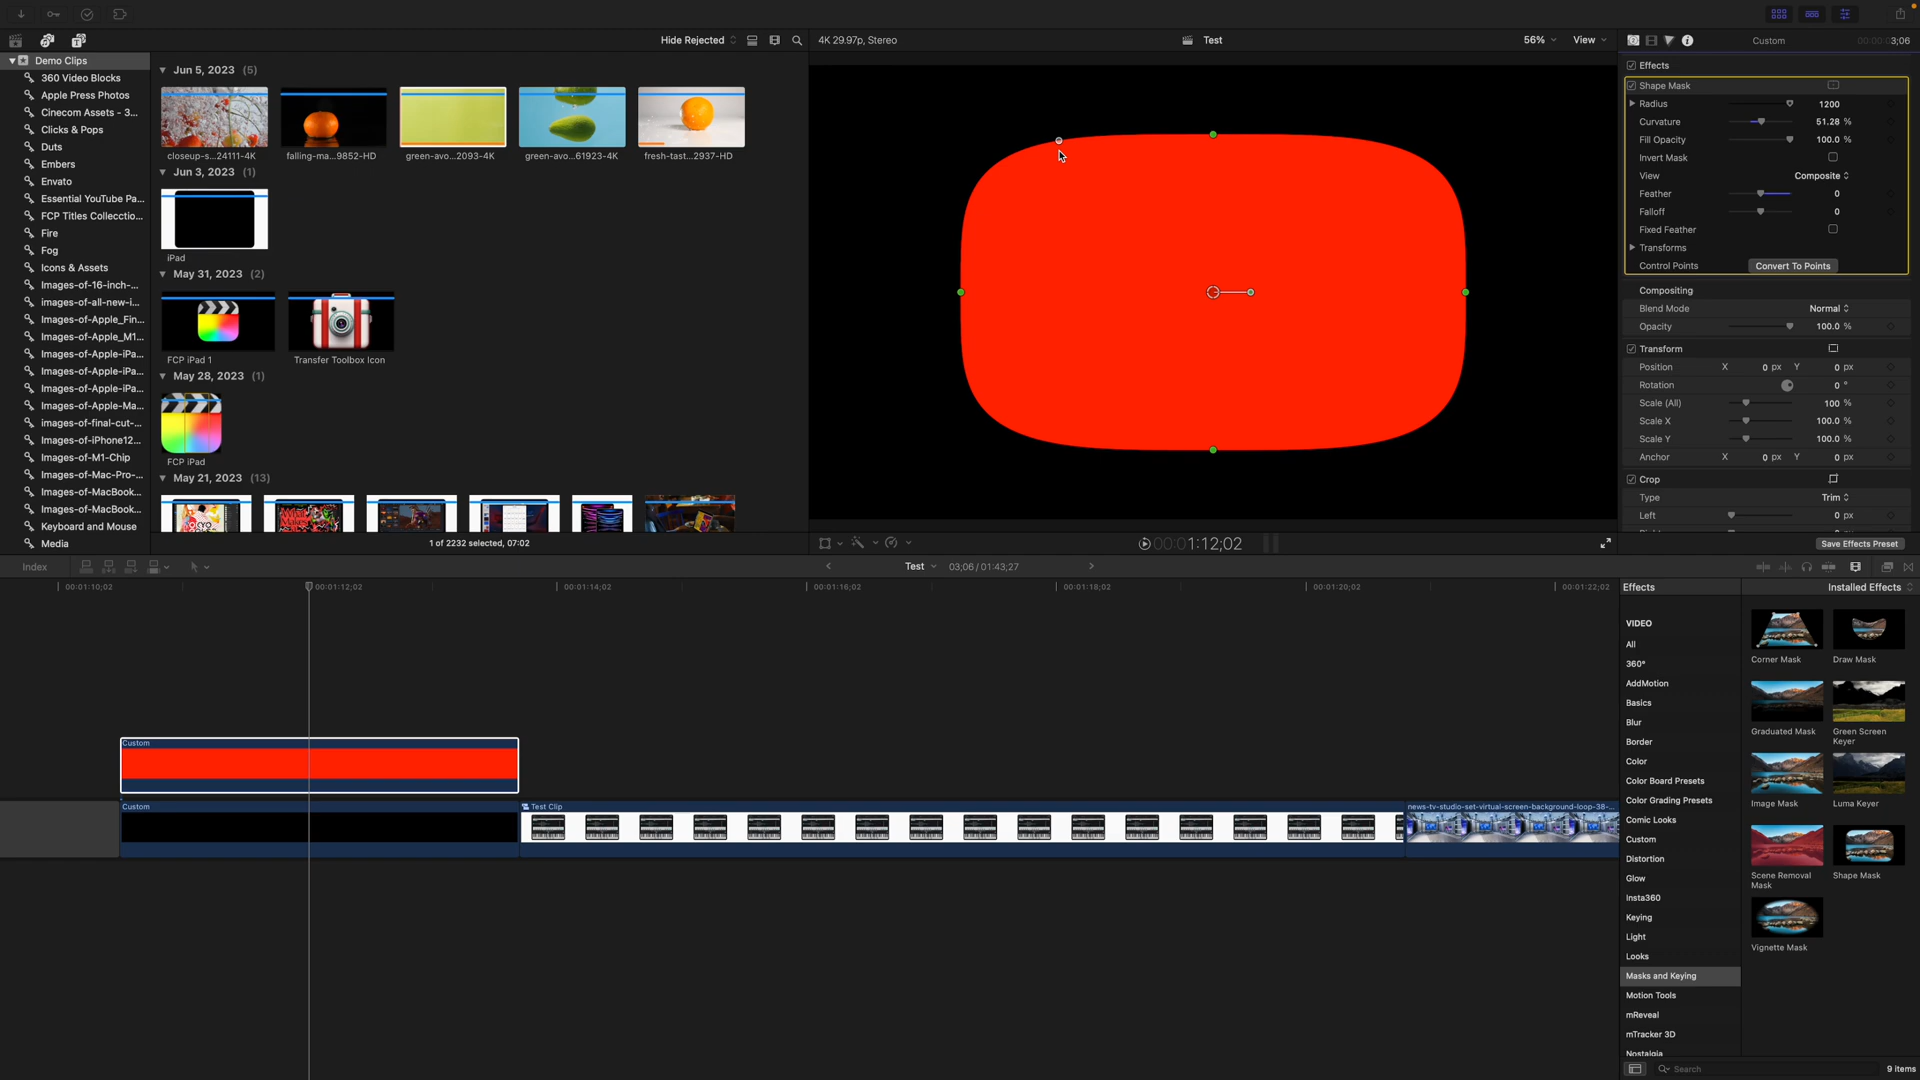 Hide Rejected
4K 29.97p, Stereo
Test
56%
View
Custom
00:00:03;06
Demo Clips
360 Video Blocks
Apple Press Photos
Cinecom Assets - 3...
Clicks & Pops
Duts
Embers
Envato
Essential YouTube Pa...
FCP Titles Collecctio...
Fire
Fog
Icons & Assets
Images-of-16-inch-...
images-of-all-new-i...
Images-of-Apple_Fin...
Images-of-Apple_M1...
Images-of-Apple-iPa...
Images-of-Apple-iPa...
Images-of-Apple-iPa...
Images-of-Apple-Ma...
images-of-final-cut-...
Images-of-iPhone12...
Images-of-M1-Chip
Images-of-Mac-Pro-...
Images-of-MacBook...
Images-of-MacBook...
Keyboard and Mouse
Media
Jun 5, 2023 (5)
closeup-s...24111-4K
falling-ma...9852-HD
green-avo...2093-4K
green-avo...61923-4K
fresh-tast...2937-HD
Jun 3, 2023 (1)
iPad
May 31, 2023 (2)
FCP iPad 1
Transfer Toolbox Icon
May 28, 2023 (1)
FCP iPad
May 21, 2023 (13)
1 of 2232 selected, 07:02
00:01:12;02
Effects
Shape Mask
Radius 1200
Curvature 51.28 %
Fill Opacity 100.0 %
Invert Mask
View Composite
Feather 0
Falloff 0
Fixed Feather
Transforms
Control Points Convert To Points
Compositing
Blend Mode Normal
Opacity 100.0 %
Transform
Position X 0 px Y 0 px
Rotation 0 °
Scale (All) 100 %
Scale X 100.0 %
Scale Y 100.0 %
Anchor X 0 px Y 0 px
Crop
Type Trim
Left 0 px
Save Effects Preset
Index
Test 03;06 / 01:43;27
00:01:10;02
00:01:12;02
00:01:14;02
00:01:16;02
00:01:18;02
00:01:20;02
00:01:22;02
Custom
Custom
Test Clip
news-tv-studio-set-virtual-screen-background-loop-38-...
Effects
Installed Effects
VIDEO
All
360°
AddMotion
Basics
Blur
Border
Color
Color Board Presets
Color Grading Presets
Comic Looks
Custom
Distortion
Glow
Insta360
Keying
Light
Looks
Masks and Keying
Motion Tools
mReveal
mTracker 3D
Nostalgia
Corner Mask
Draw Mask
Graduated Mask
Green Screen
Keyer
Image Mask
Luma Keyer
Scene Removal
Mask
Shape Mask
Vignette Mask
Search
9 items